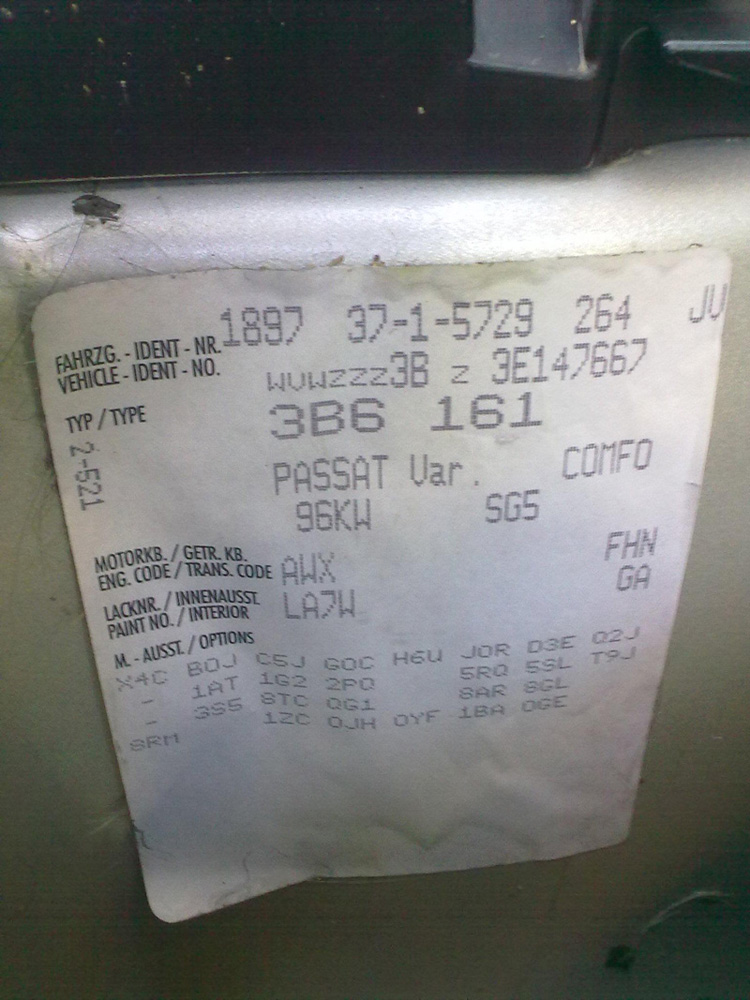 1897 37-1-5729 264 JU
FAHRZG. - IDENT - NR.
VEHICLE - IDENT - NO. WVWZZZ3B Z 3E147667
TYP / TYPE 3B6 161
2-521
PASSAT Var. COMFO
96KW SG5
MOTORKB. / GETR. KB. FHN
ENG. CODE / TRANS. CODE AWX
LACKNR. / INNENAUSST. GA
PAINT NO. / INTERIOR LA7W
M. - AUSST. / OPTIONS
X4C B0J C5J G0C H6U J0R D3E Q2J
- 1AT 1G2 2PQ 5RQ 5SL T9J
- 3S5 8TC QG1 8AR 8GL
8RM 1ZC 0JH 0YF 1BA 0GE